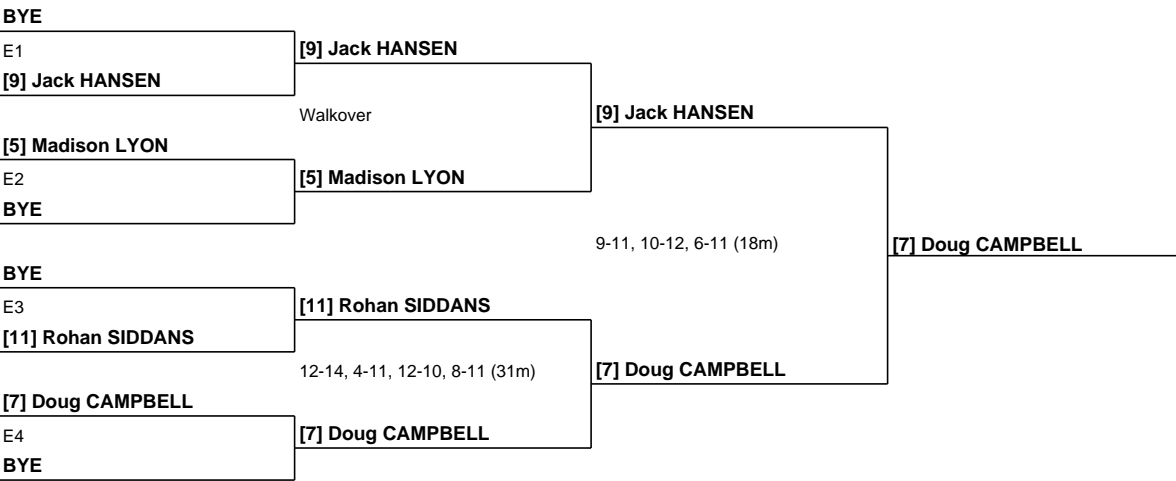 BYE
E1
[9] Jack HANSEN
[9] Jack HANSEN
Walkover
[9] Jack HANSEN
[5] Madison LYON
E2
[5] Madison LYON
BYE
9-11, 10-12, 6-11 (18m)
[7] Doug CAMPBELL
BYE
E3
[11] Rohan SIDDANS
[11] Rohan SIDDANS
12-14, 4-11, 12-10, 8-11 (31m)
[7] Doug CAMPBELL
[7] Doug CAMPBELL
E4
[7] Doug CAMPBELL
BYE